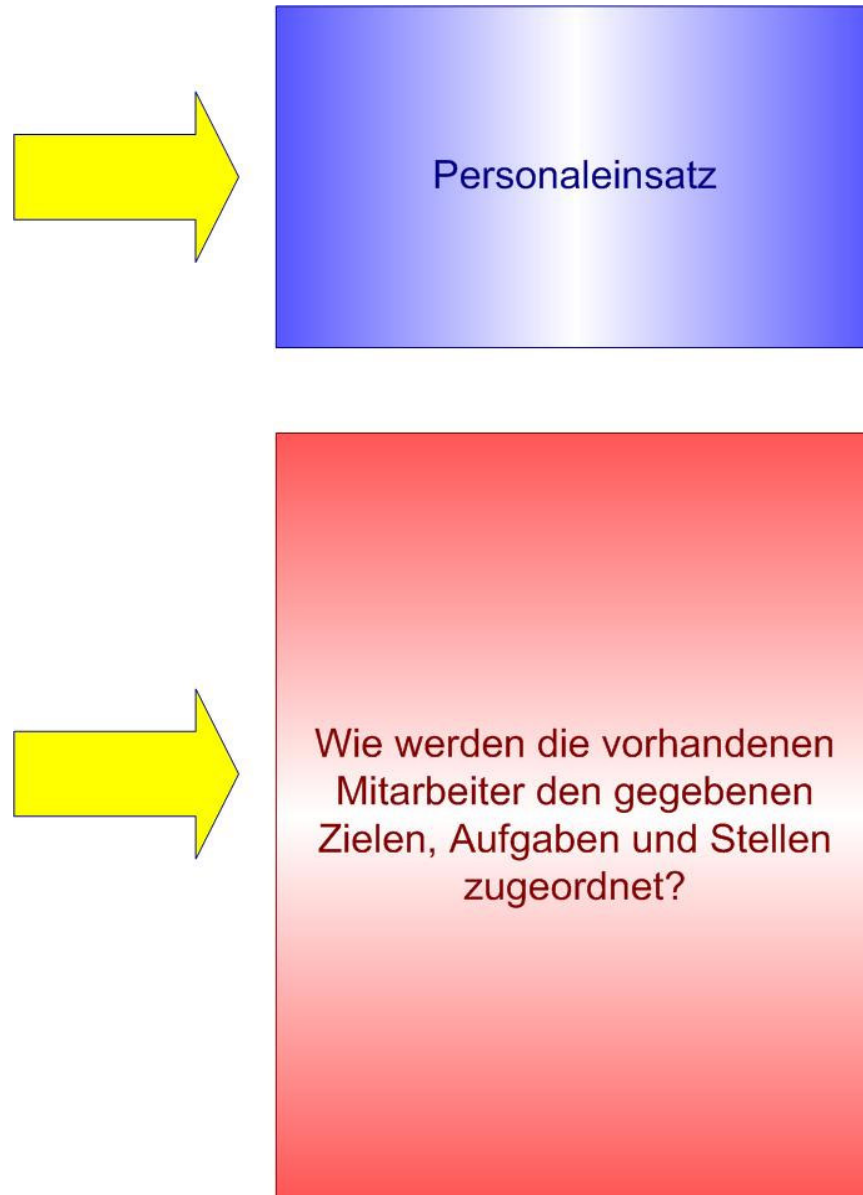 Personaleinsatz
Wie werden die vorhandenen
Mitarbeiter den gegebenen
Zielen, Aufgaben und Stellen
zugeordnet?